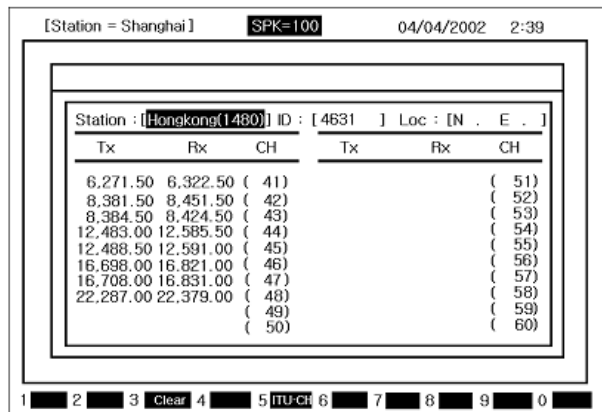 [Station = Shanghai] SPK=100 04/04/2002 2:39
Station : [Hongkong(1480)] ID : [ 4631 ] Loc : [N . E . ]
Tx Rx CH Tx Rx CH
6,271.50 6,322.50 ( 41) ( 51)
8,381.50 8,451.50 ( 42) ( 52)
8,384.50 8,424.50 ( 43) ( 53)
12,483.00 12,585.50 ( 44) ( 54)
12,488.50 12,591.00 ( 45) ( 55)
16,698.00 16.821.00 ( 46) ( 56)
16,708.00 16.831.00 ( 47) ( 57)
22,287.00 22,379.00 ( 48) ( 58)
( 49) ( 59)
( 50) ( 60)
1 2 3 Clear 4 5 ITU-CH 6 7 8 9 0